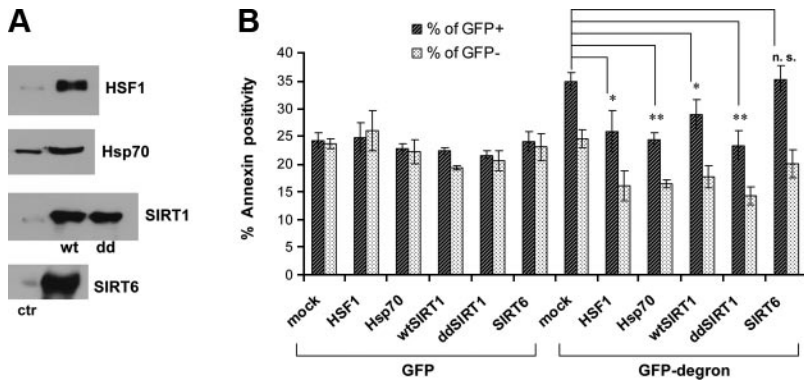 A
HSF1
Hsp70
SIRT1
wt dd
SIRT6
ctr
B
% of GFP+
% of GFP-
% Annexin positivity
40
35
30
25
20
15
10
5
0
* ** * ** n. s.
mock HSF1 Hsp70 wtSIRT1 ddSIRT1 SIRT6 mock HSF1 Hsp70 wtSIRT1 ddSIRT1 SIRT6
GFP GFP-degron